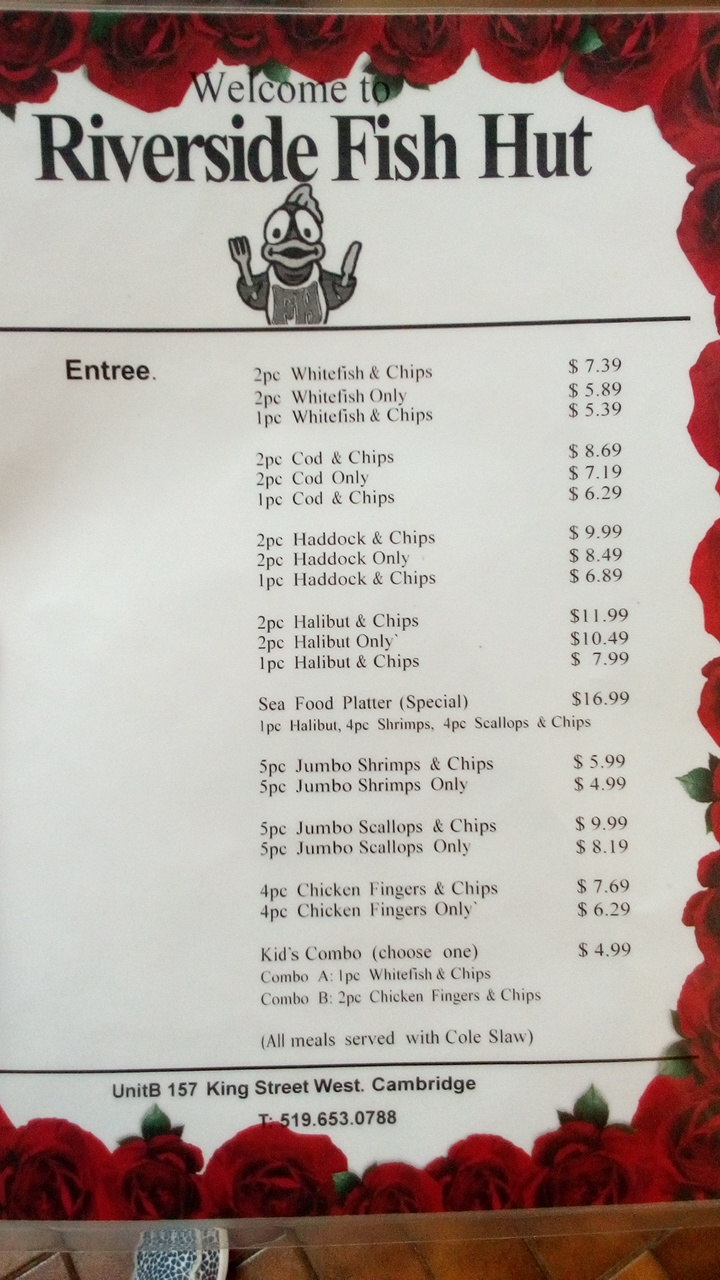 Welcome to
Riverside Fish Hut
Entree.
2pc Whitefish & Chips $ 7.39
2pc Whitefish Only $ 5.89
1pc Whitefish & Chips $ 5.39
2pc Cod & Chips $ 8.69
2pc Cod Only $ 7.19
1pc Cod & Chips $ 6.29
2pc Haddock & Chips $ 9.99
2pc Haddock Only $ 8.49
1pc Haddock & Chips $ 6.89
2pc Halibut & Chips $11.99
2pc Halibut Only` $10.49
1pc Halibut & Chips $ 7.99
Sea Food Platter (Special) $16.99
1pc Halibut, 4pc Shrimps, 4pc Scallops & Chips
5pc Jumbo Shrimps & Chips $ 5.99
5pc Jumbo Shrimps Only $ 4.99
5pc Jumbo Scallops & Chips $ 9.99
5pc Jumbo Scallops Only $ 8.19
4pc Chicken Fingers & Chips $ 7.69
4pc Chicken Fingers Only` $ 6.29
Kid's Combo (choose one) $ 4.99
Combo A: 1pc Whitefish & Chips
Combo B: 2pc Chicken Fingers & Chips
(All meals served with Cole Slaw)
UnitB 157 King Street West. Cambridge
T: 519.653.0788